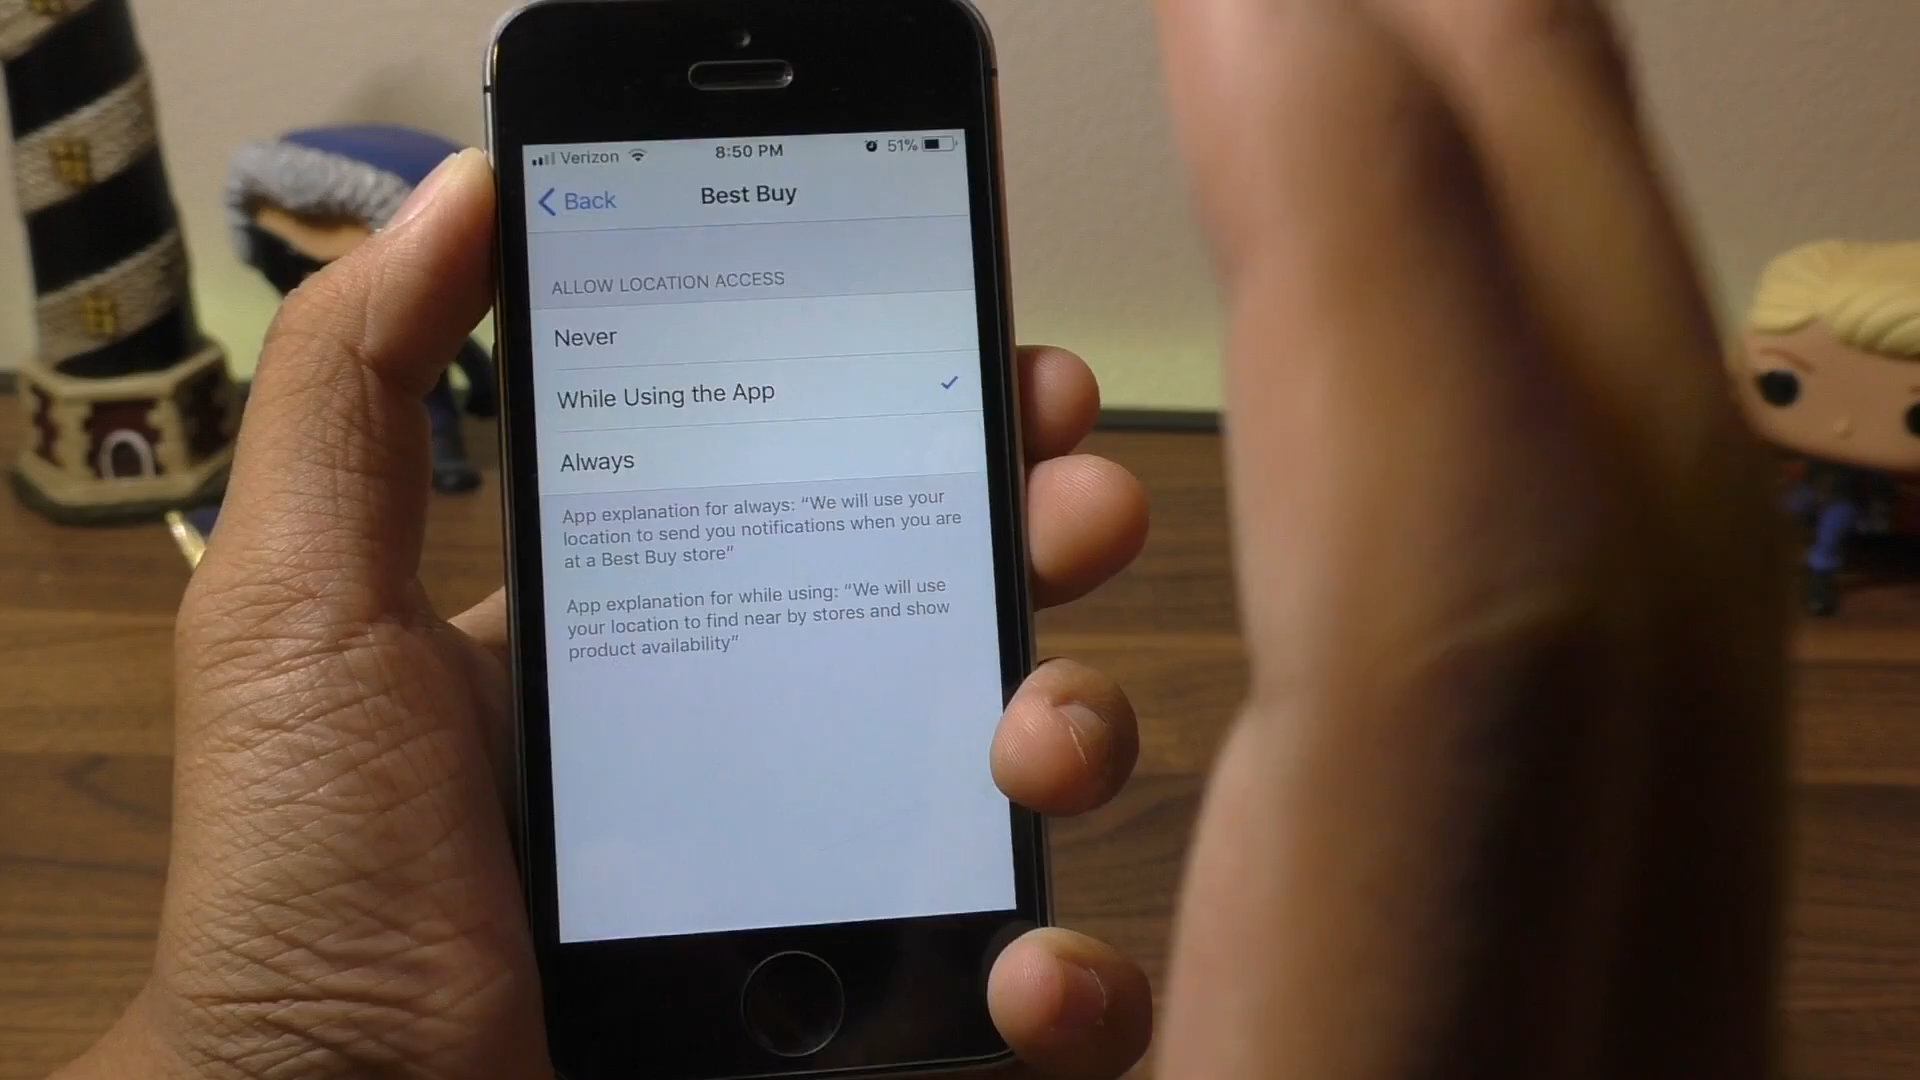 Verizon 8:50 PM 51%
Back Best Buy
ALLOW LOCATION ACCESS
Never
While Using the App
Always
App explanation for always: “We will use your
location to send you notifications when you are
at a Best Buy store”
App explanation for while using: “We will use
your location to find near by stores and show
product availability”